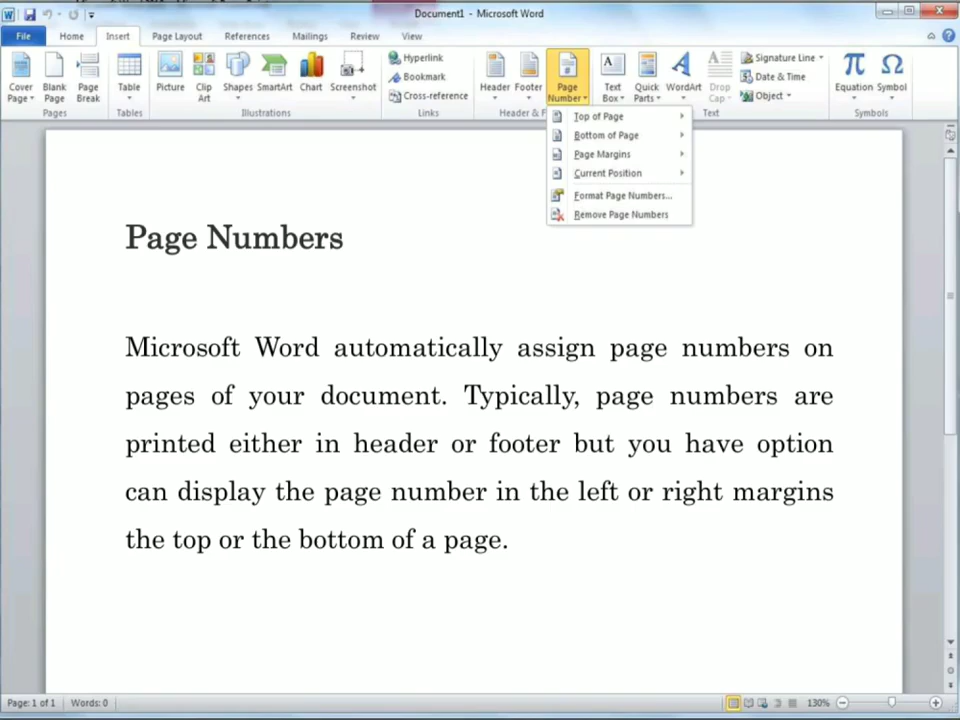 Document1 - Microsoft Word
File Home Insert Page Layout References Mailings Review View
Cover Page Blank Page Page Break Table Picture Clip Art Shapes SmartArt Chart Screenshot Hyperlink Bookmark Cross-reference Header Footer Page Number Text Box Quick Parts WordArt Drop Cap Signature Line Date & Time Object Equation Symbol
Pages Tables Illustrations Links Header & F Text Symbols
Top of Page
Bottom of Page
Page Margins
Current Position
Format Page Numbers...
Remove Page Numbers
Page Numbers
Microsoft Word automatically assign page numbers on
pages of your document. Typically, page numbers are
printed either in header or footer but you have option
can display the page number in the left or right margins
the top or the bottom of a page.
Page: 1 of 1 Words: 0 130%